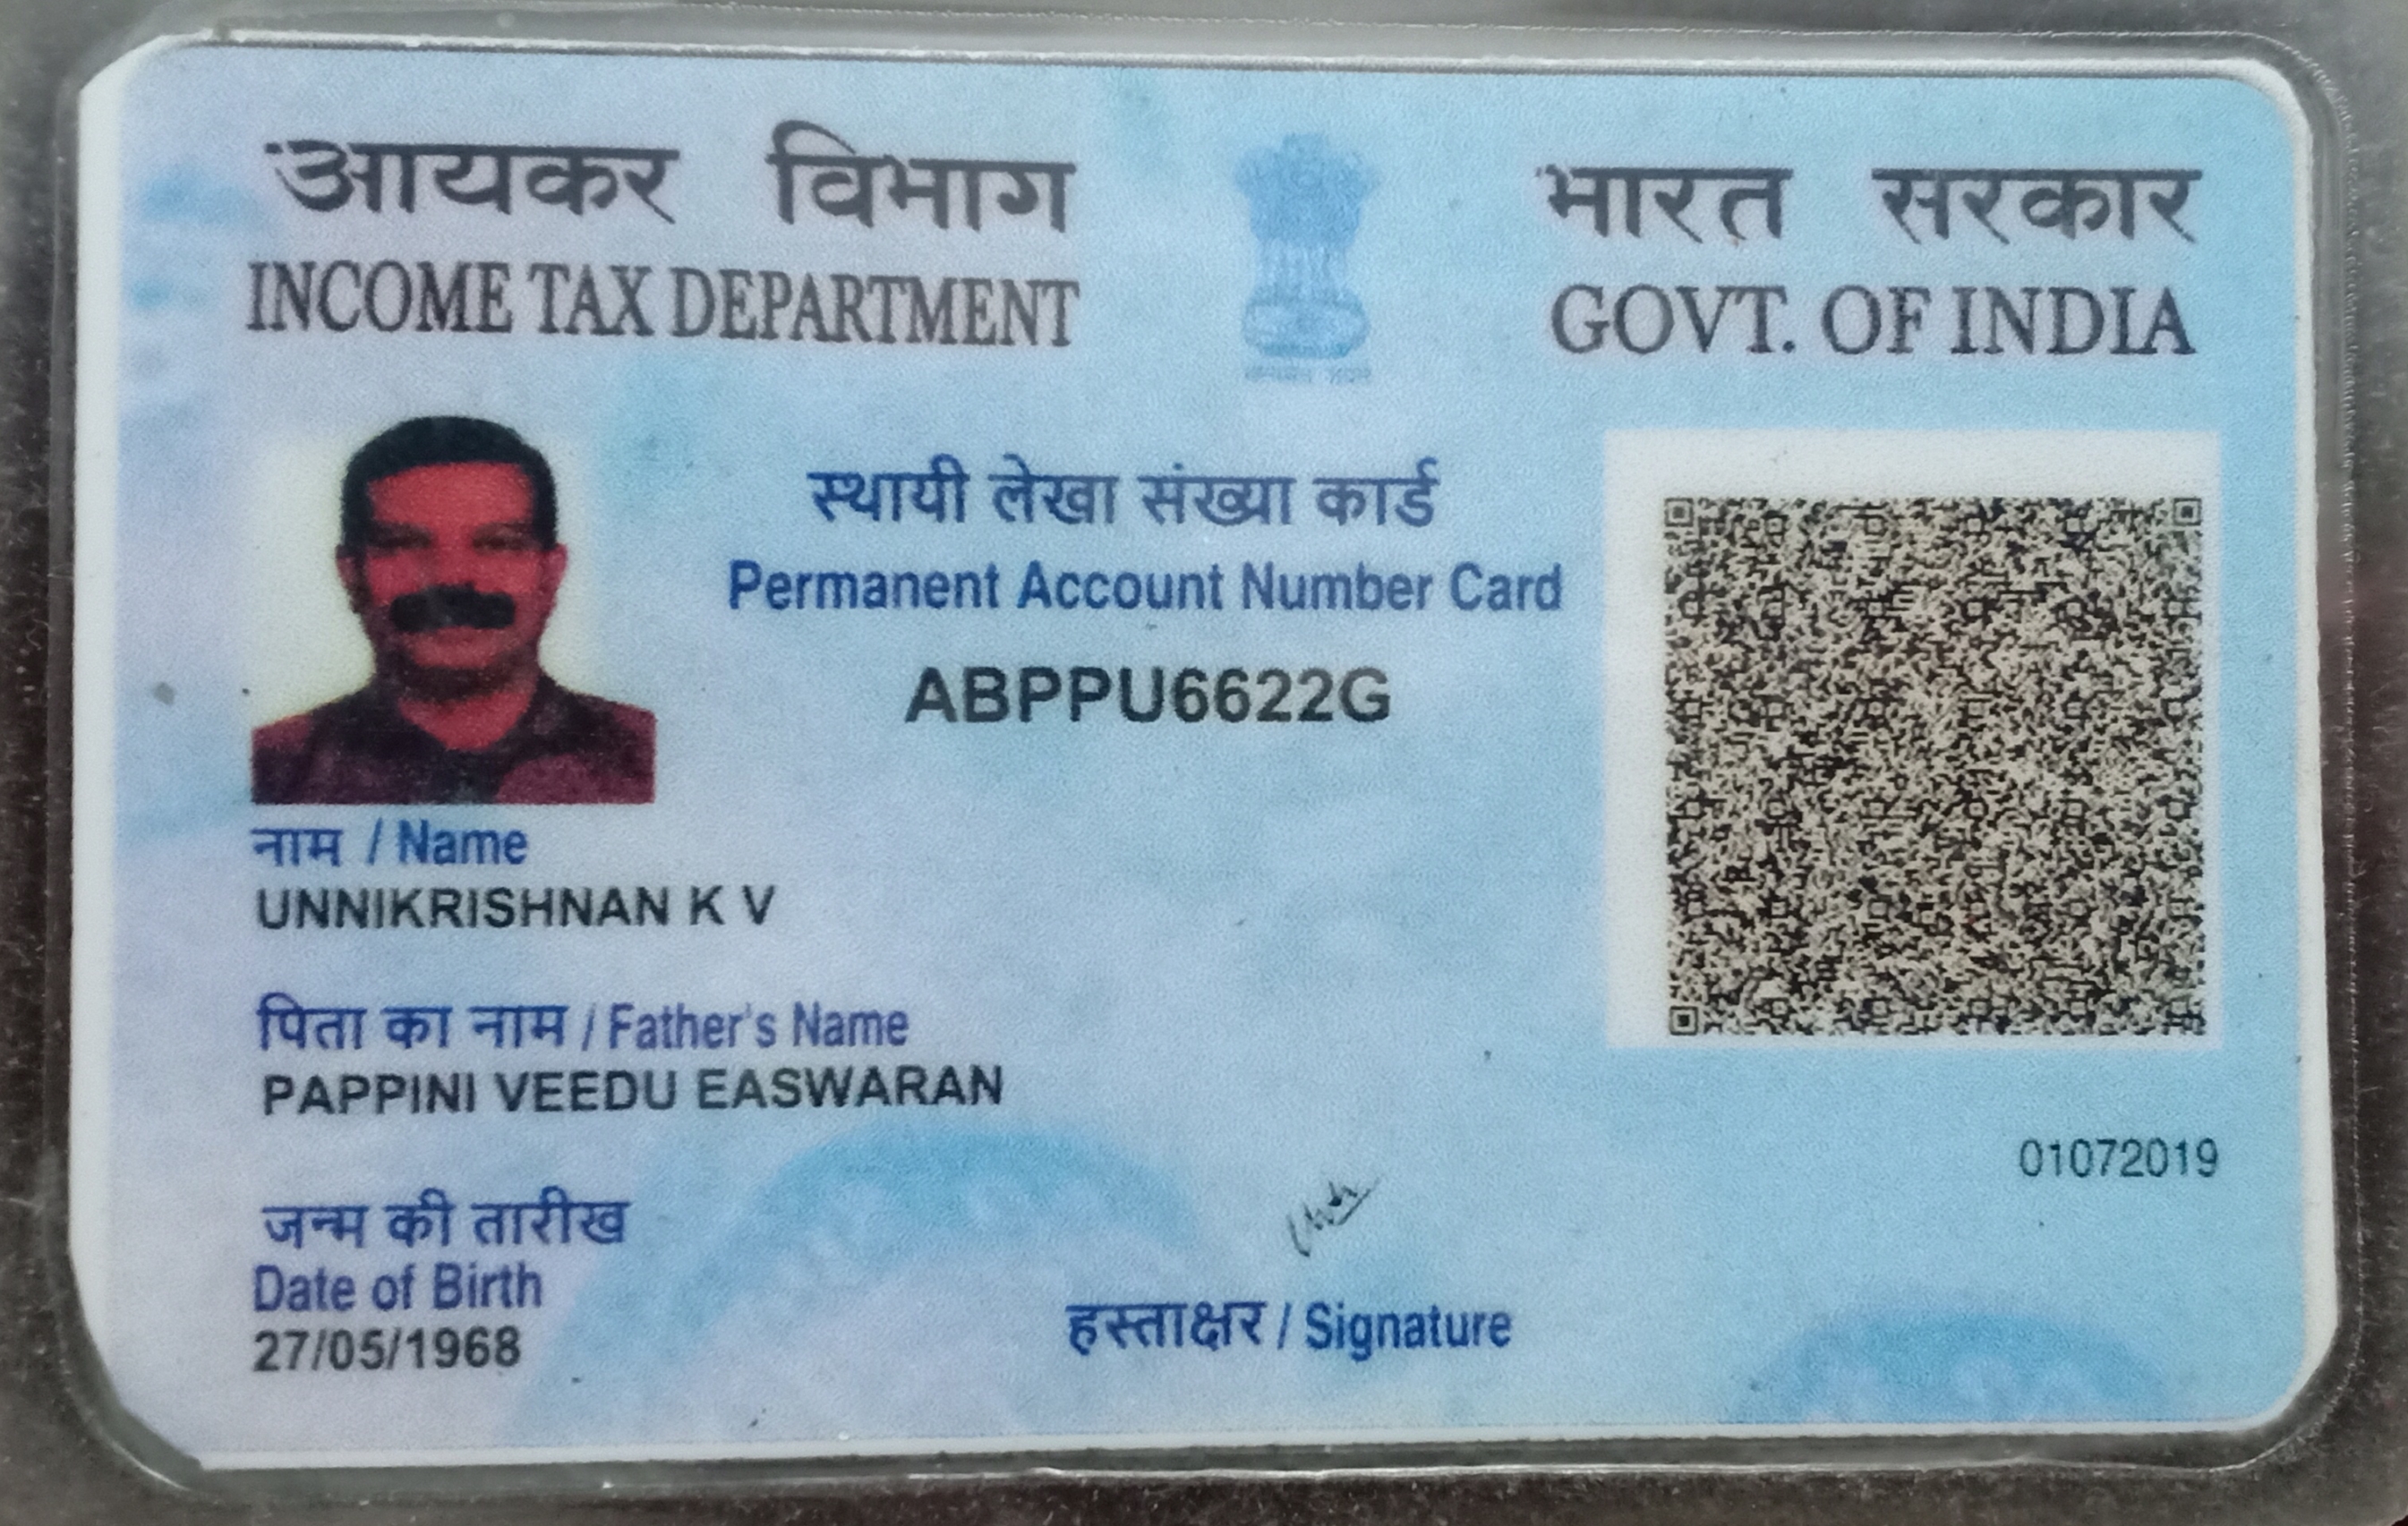 आयकर विभाग
INCOME TAX DEPARTMENT
भारत सरकार
GOVT. OF INDIA
स्थायी लेखा संख्या कार्ड
Permanent Account Number Card
ABPPU6622G
नाम / Name
UNNIKRISHNAN K V
पिता का नाम / Father's Name
PAPPINI VEEDU EASWARAN
01072019
जन्म की तारीख
Date of Birth
27/05/1968
हस्ताक्षर / Signature